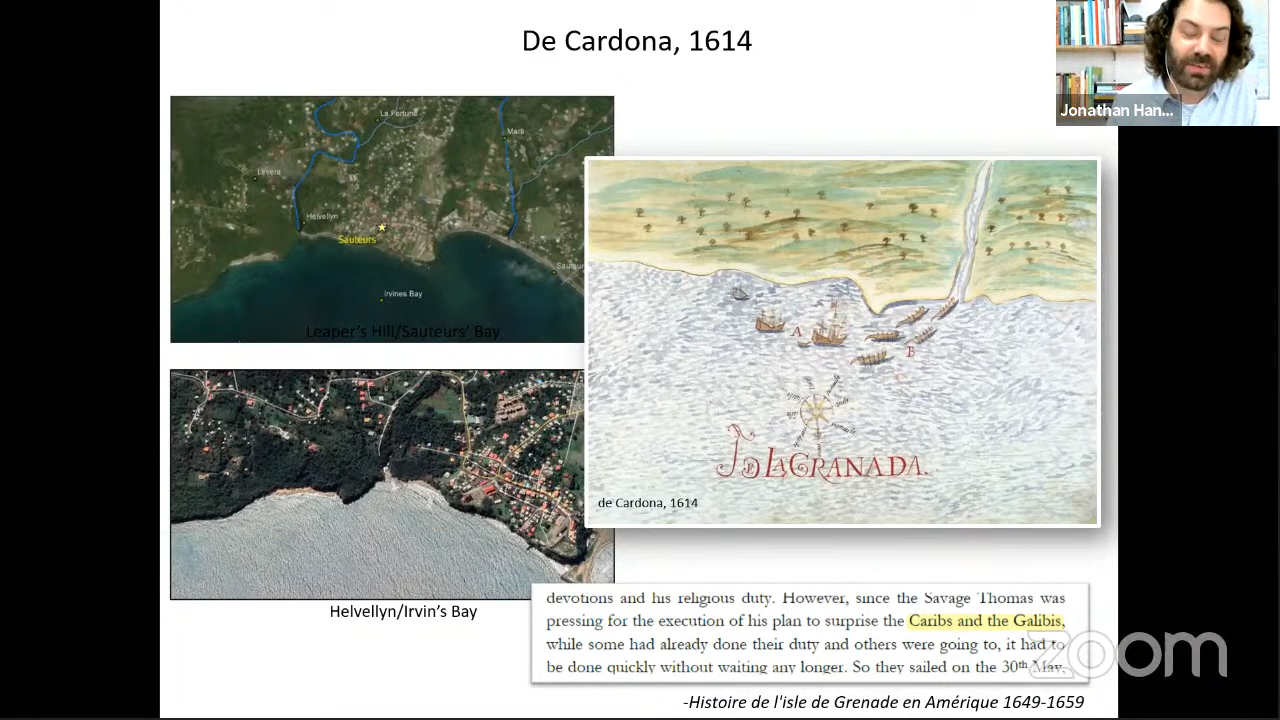 De Cardona, 1614
Jonathan Han...
La Fortune
Marli
Levera
Helvellyn
Sauteurs
Sauteur
Irvines Bay
Leaper's Hill/Sauteurs' Bay
A
B
C
LA GRANADA.
de Cardona, 1614
Helvellyn/Irvin's Bay
devotions and his religious duty. However, since the Savage Thomas was
pressing for the execution of his plan to surprise the Caribs and the Galibis,
while some had already done their duty and others were going to, it had to
be done quickly without waiting any longer. So they sailed on the 30th May,
zoom
-Histoire de l'isle de Grenade en Amérique 1649-1659